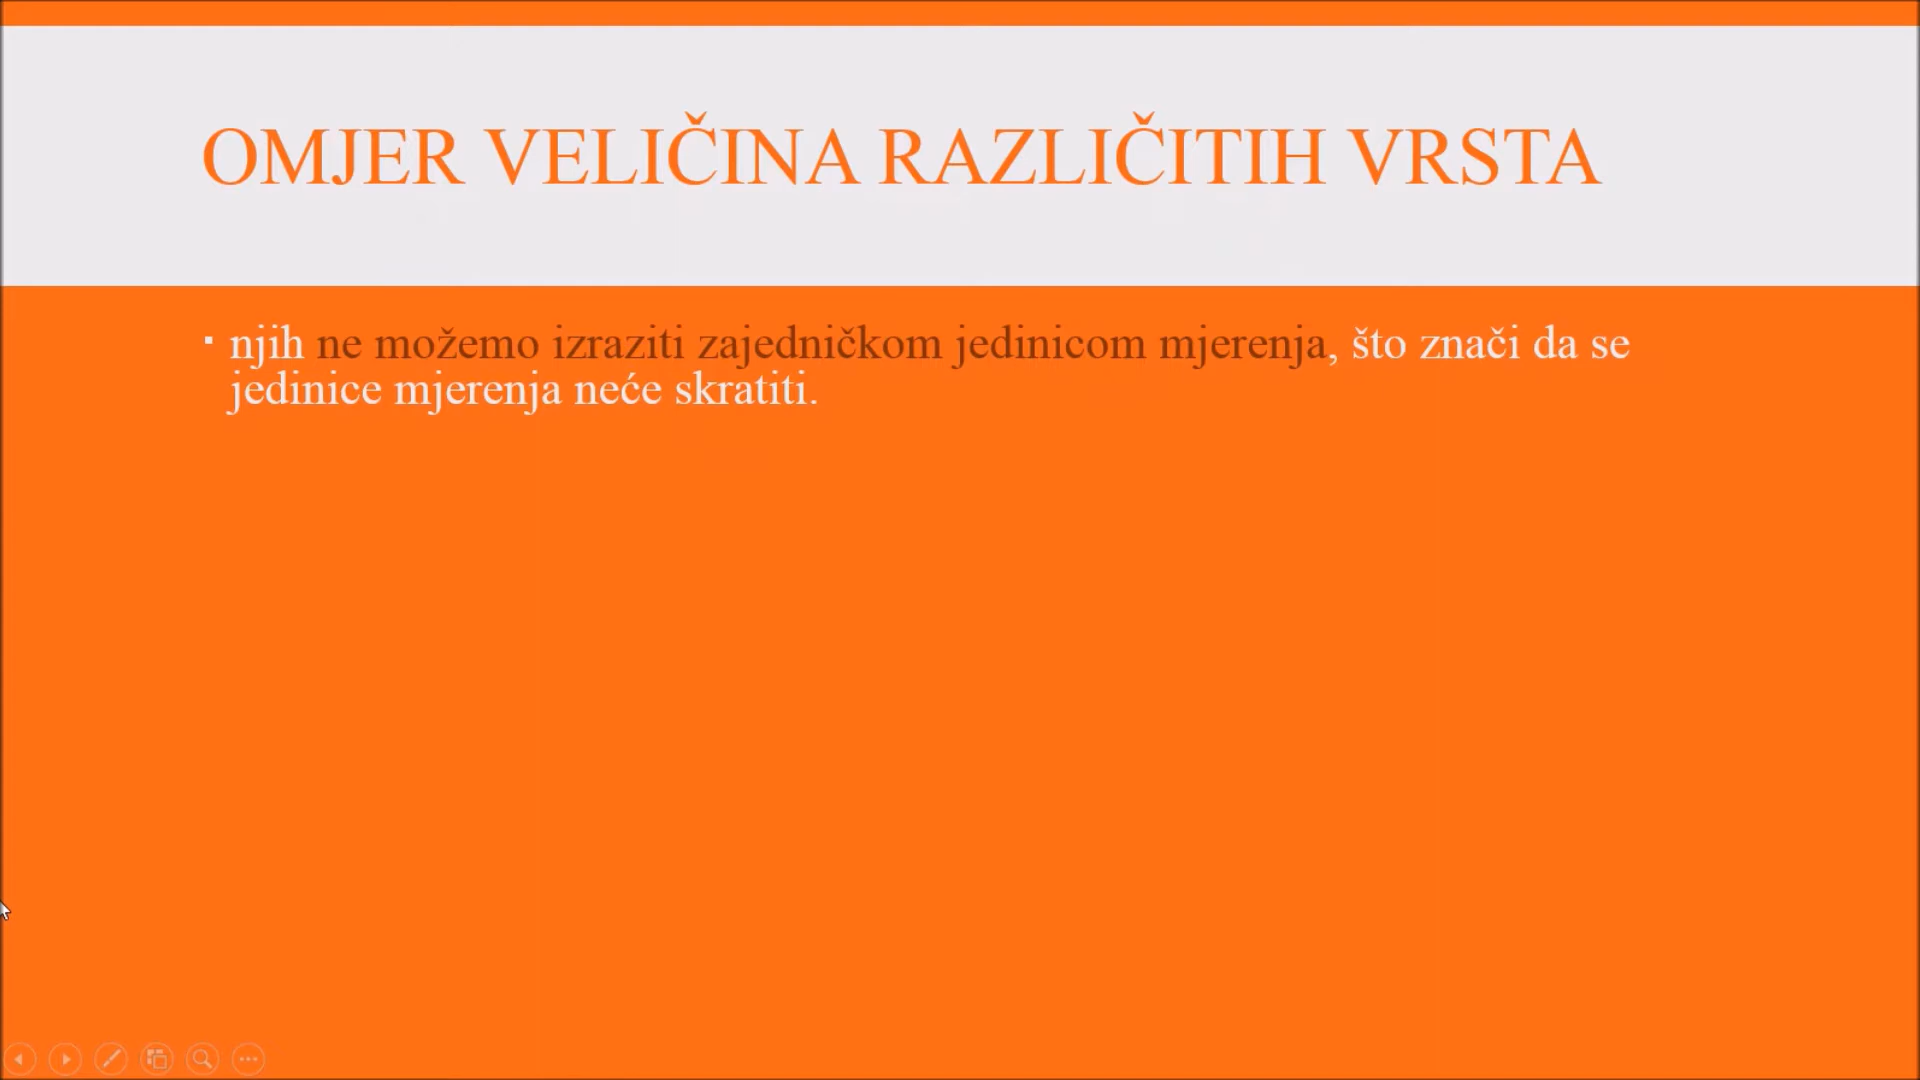 OMJER VELIČINA RAZLIČITIH VRSTA
▪ njih ne možemo izraziti zajedničkom jedinicom mjerenja, što znači da se
jedinice mjerenja neće skratiti.